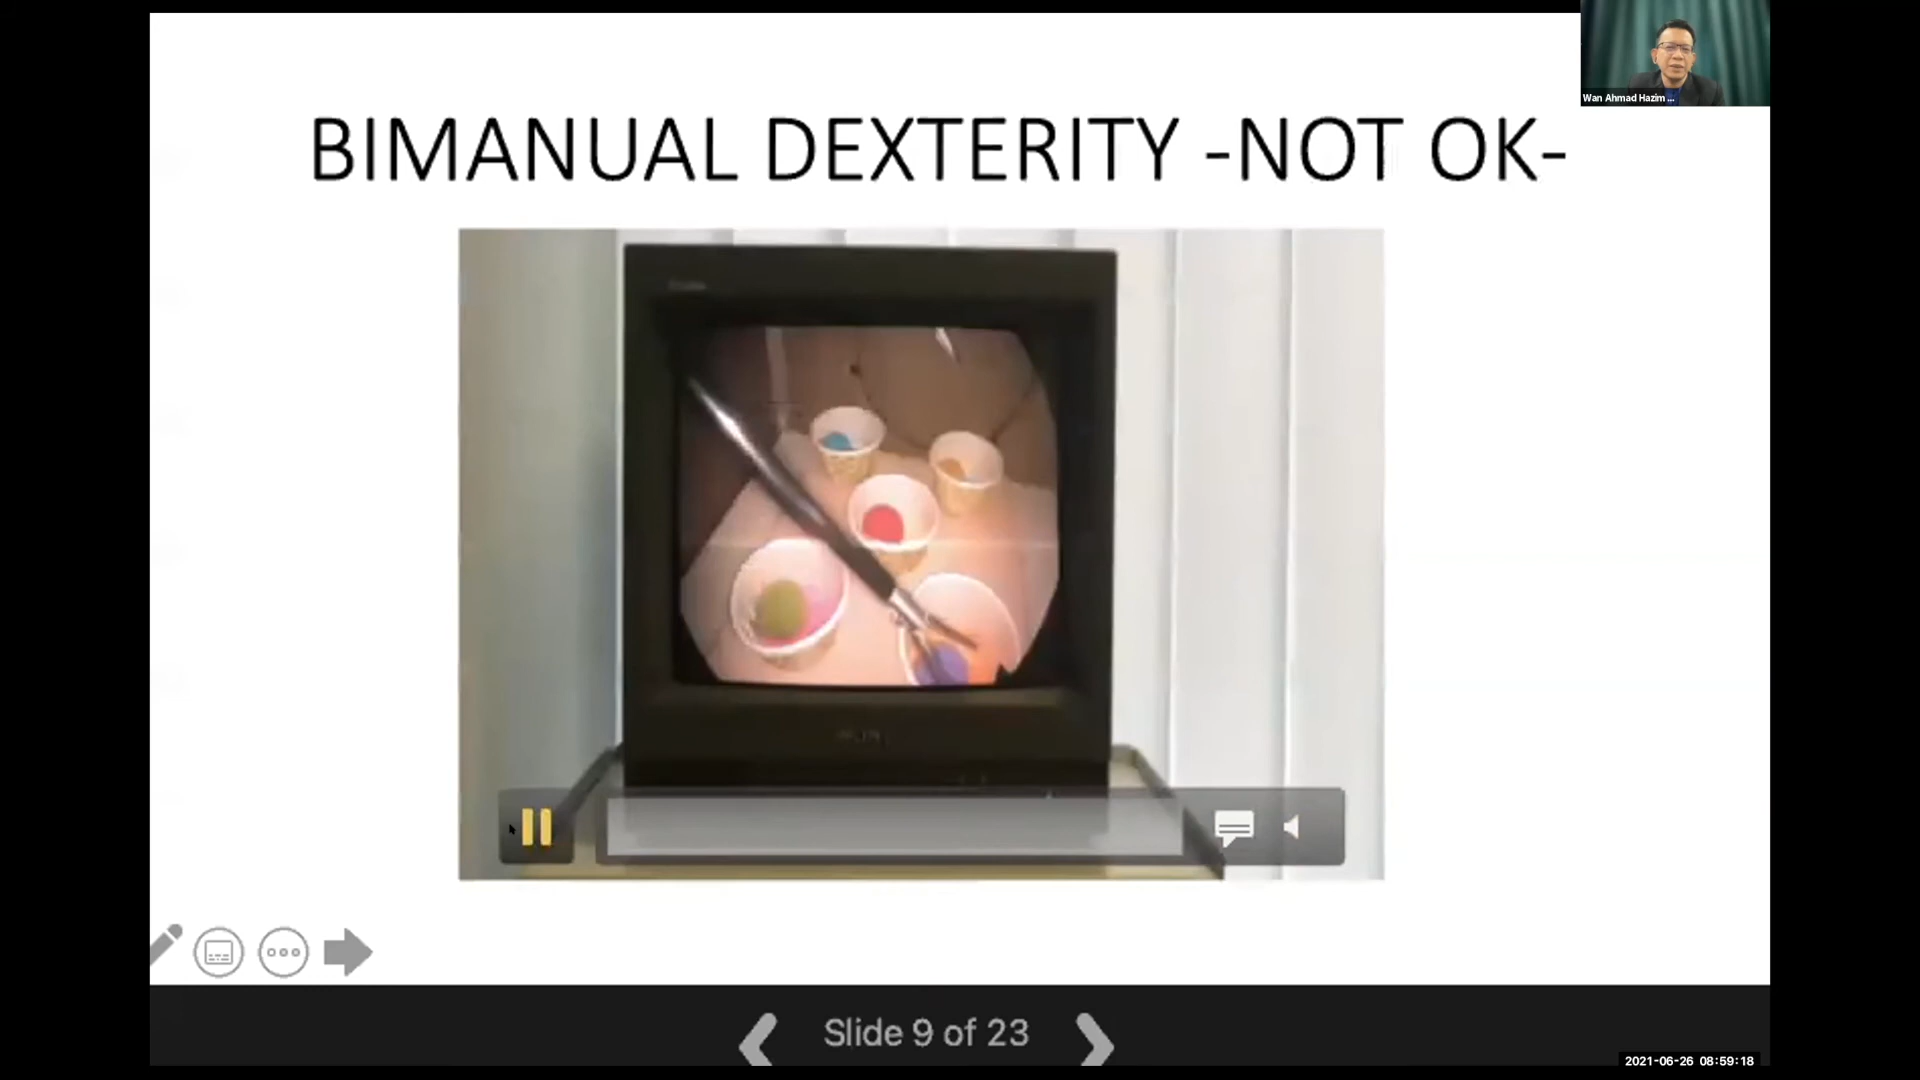 Wan Ahmad Hazim ...
BIMANUAL DEXTERITY -NOT OK-
Slide 9 of 23
2021-06-26 08:59:18